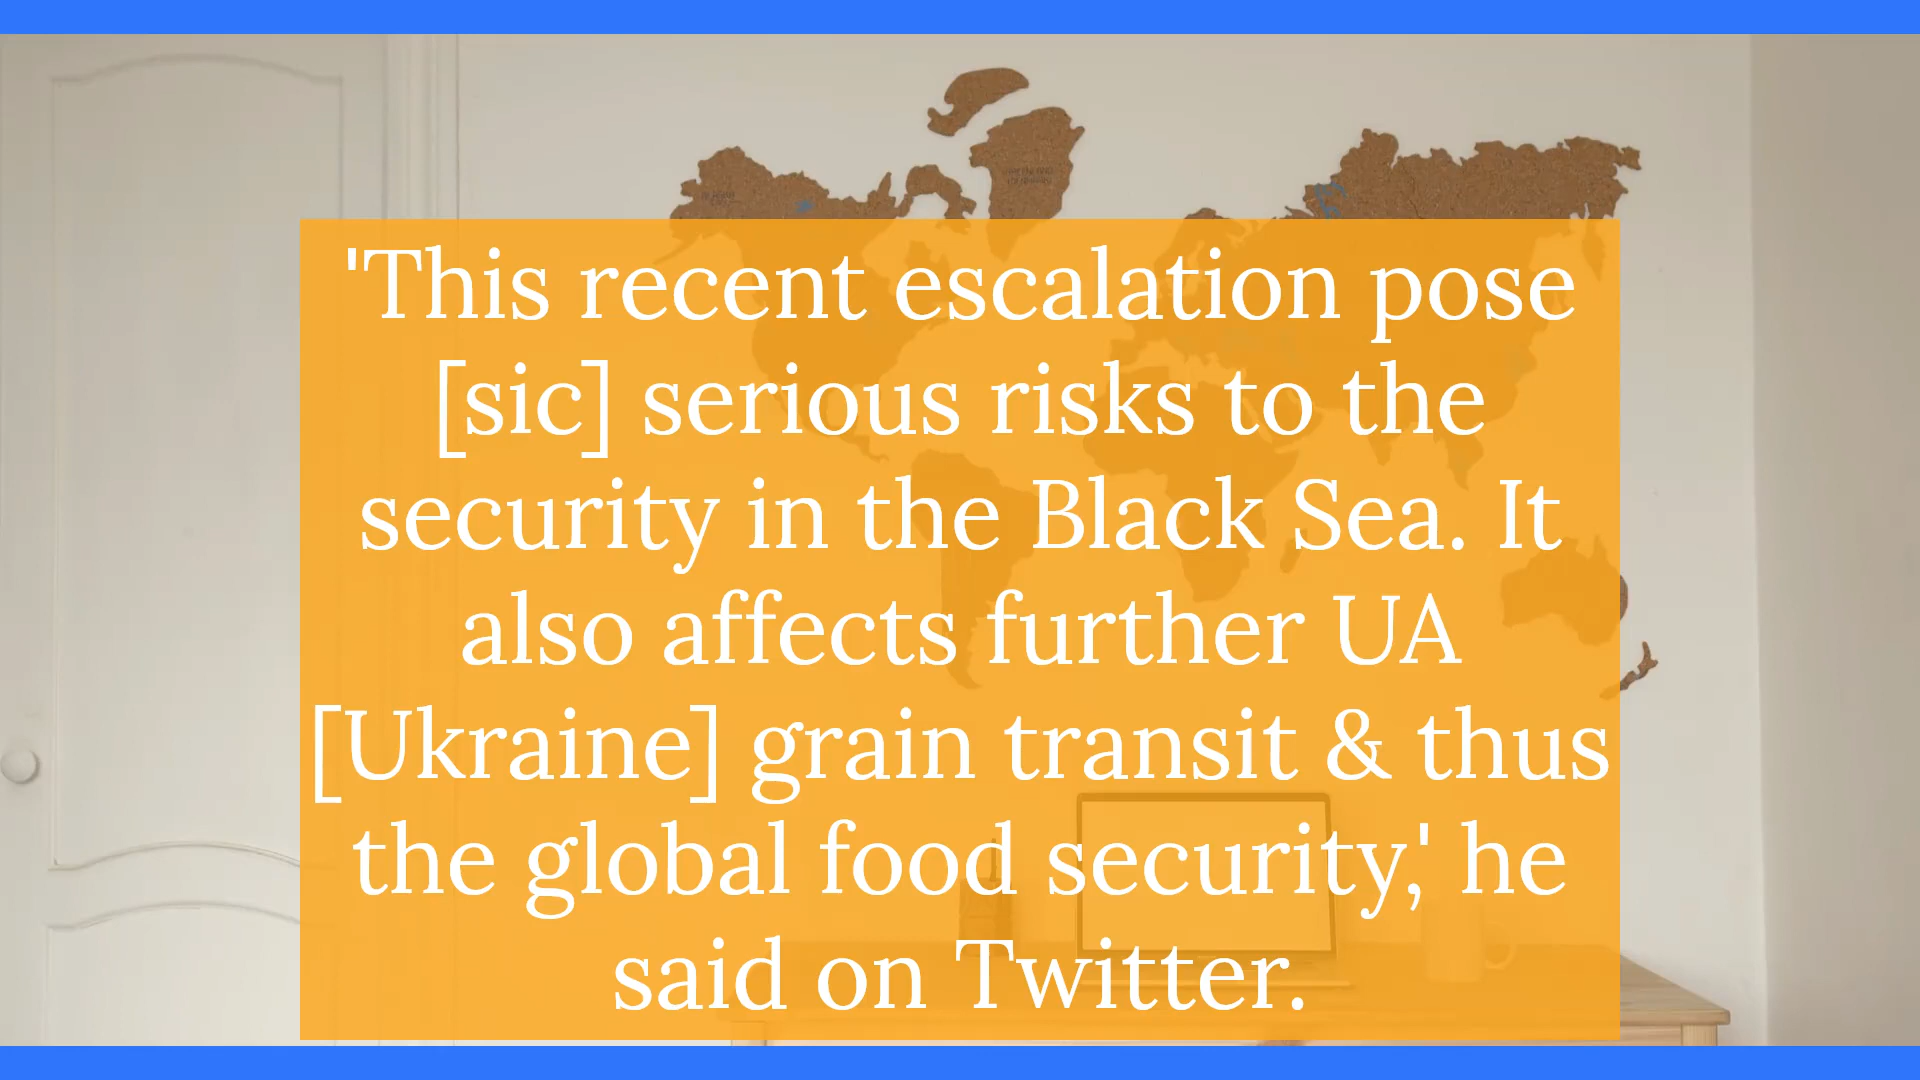 'This recent escalation pose
[sic] serious risks to the
security in the Black Sea. It
also affects further UA
[Ukraine] grain transit & thus
the global food security,' he
said on Twitter.